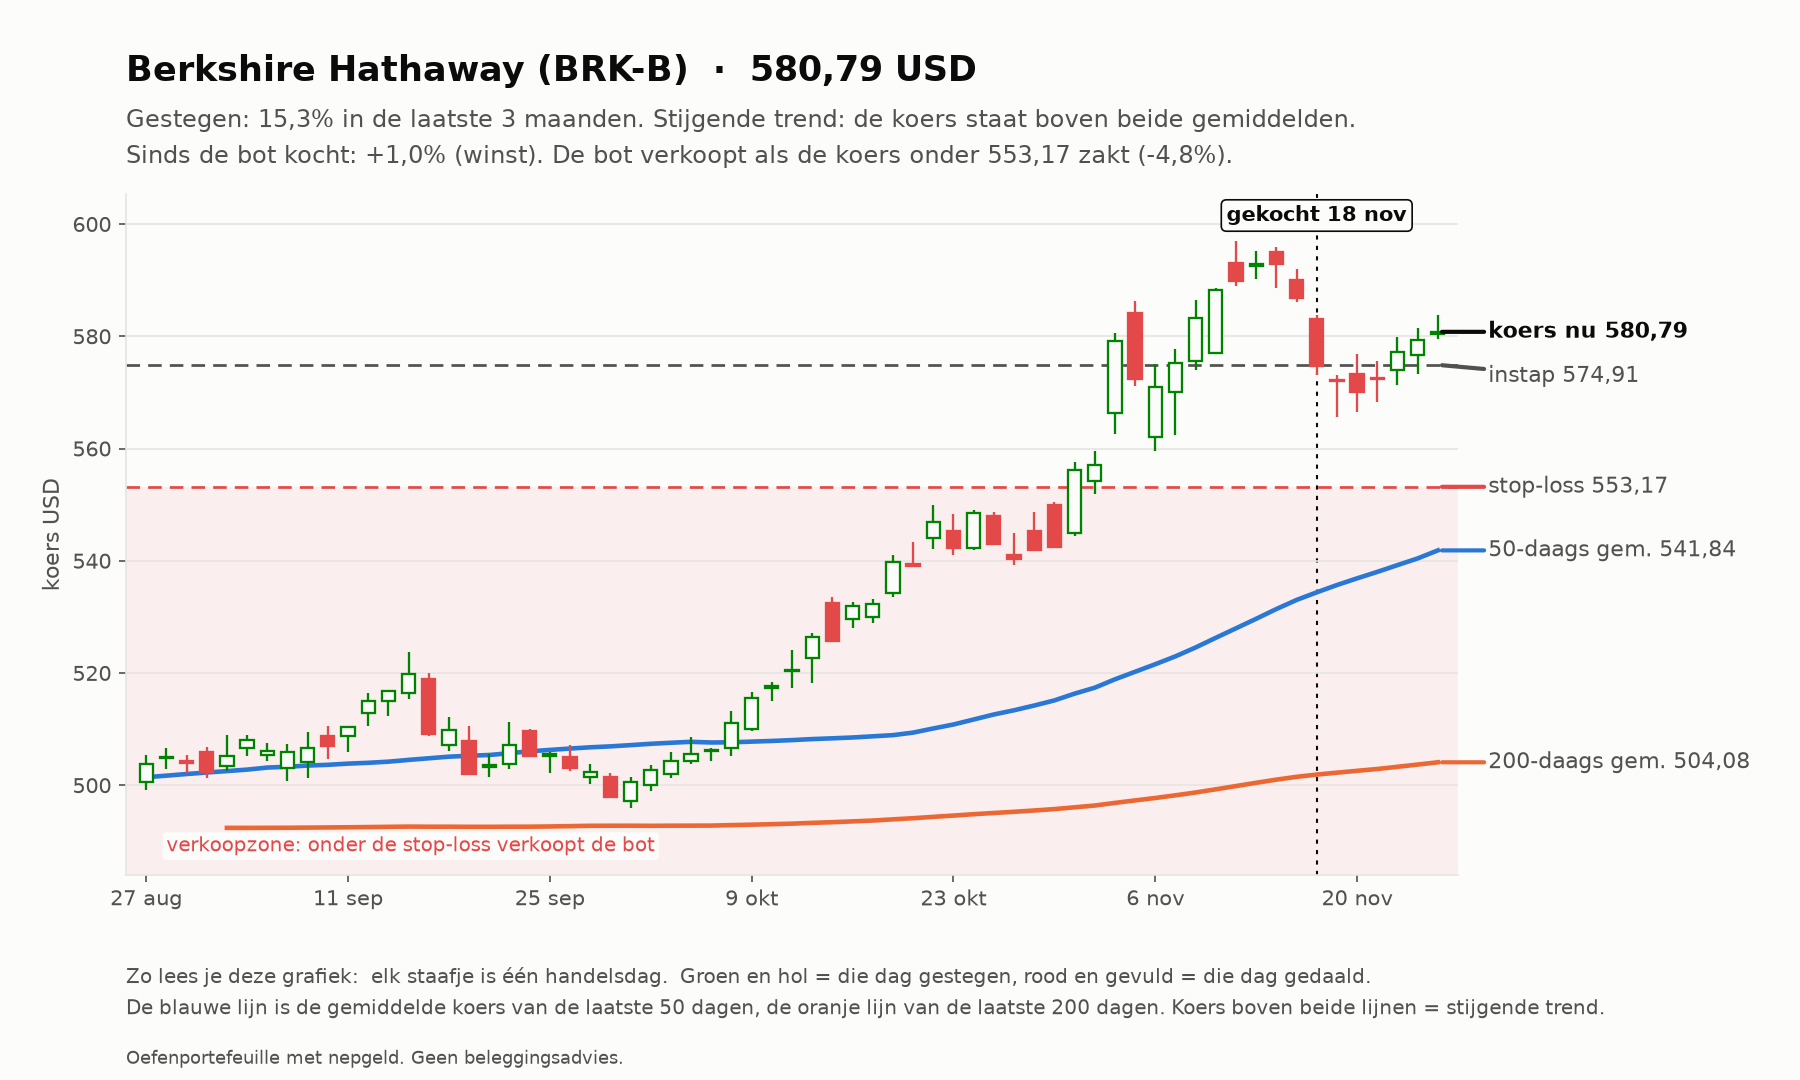 Berkshire Hathaway (BRK-B)  ·  580,79 USD
Gestegen: 15,3% in de laatste 3 maanden. Stijgende trend: de koers staat boven beide gemiddelden.
Sinds de bot kocht: +1,0% (winst). De bot verkoopt als de koers onder 553,17 zakt (-4,8%).
gekocht 18 nov
600
580
560
540
520
500
koers USD
koers nu 580,79
instap 574,91
stop-loss 553,17
50-daags gem. 541,84
200-daags gem. 504,08
verkoopzone: onder de stop-loss verkoopt de bot
27 aug
11 sep
25 sep
9 okt
23 okt
6 nov
20 nov
Zo lees je deze grafiek:  elk staafje is één handelsdag.  Groen en hol = die dag gestegen, rood en gevuld = die dag gedaald.
De blauwe lijn is de gemiddelde koers van de laatste 50 dagen, de oranje lijn van de laatste 200 dagen. Koers boven beide lijnen = stijgende trend.
Oefenportefeuille met nepgeld. Geen beleggingsadvies.